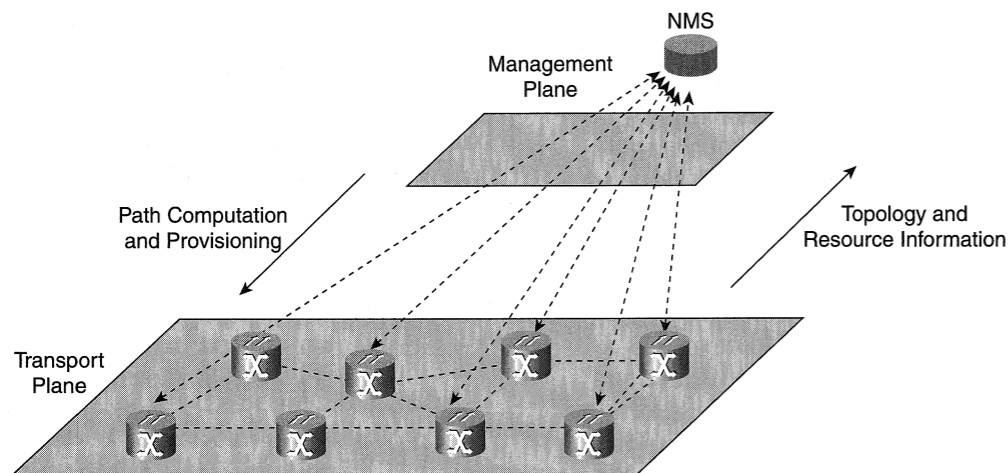 NMS
Management
Plane
Path Computation
and Provisioning
Topology and
Resource Information
Transport
Plane